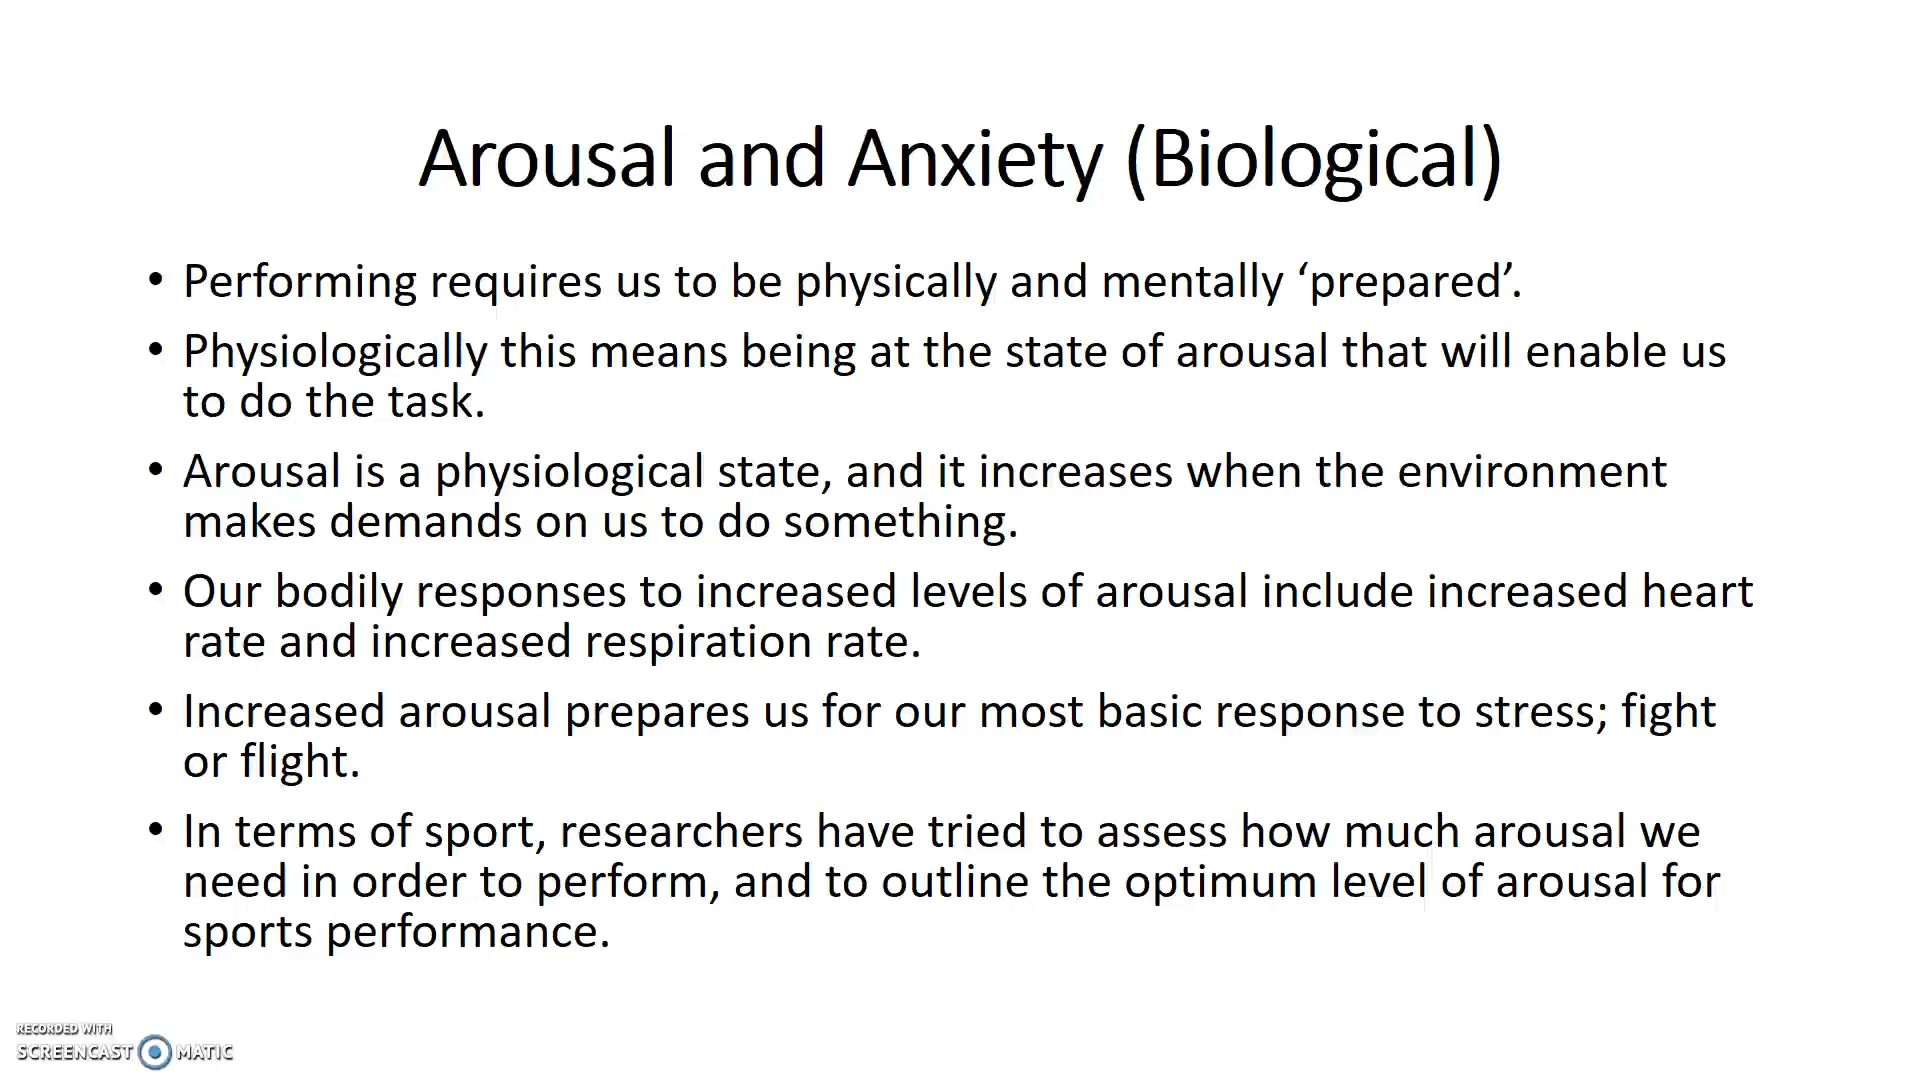 Arousal and Anxiety (Biological)
• Performing requires us to be physically and mentally ‘prepared’.
• Physiologically this means being at the state of arousal that will enable us
to do the task.
• Arousal is a physiological state, and it increases when the environment
makes demands on us to do something.
• Our bodily responses to increased levels of arousal include increased heart
rate and increased respiration rate.
• Increased arousal prepares us for our most basic response to stress; fight
or flight.
• In terms of sport, researchers have tried to assess how much arousal we
need in order to perform, and to outline the optimum level of arousal for
sports performance.
RECORDED WITH
SCREENCAST MATIC